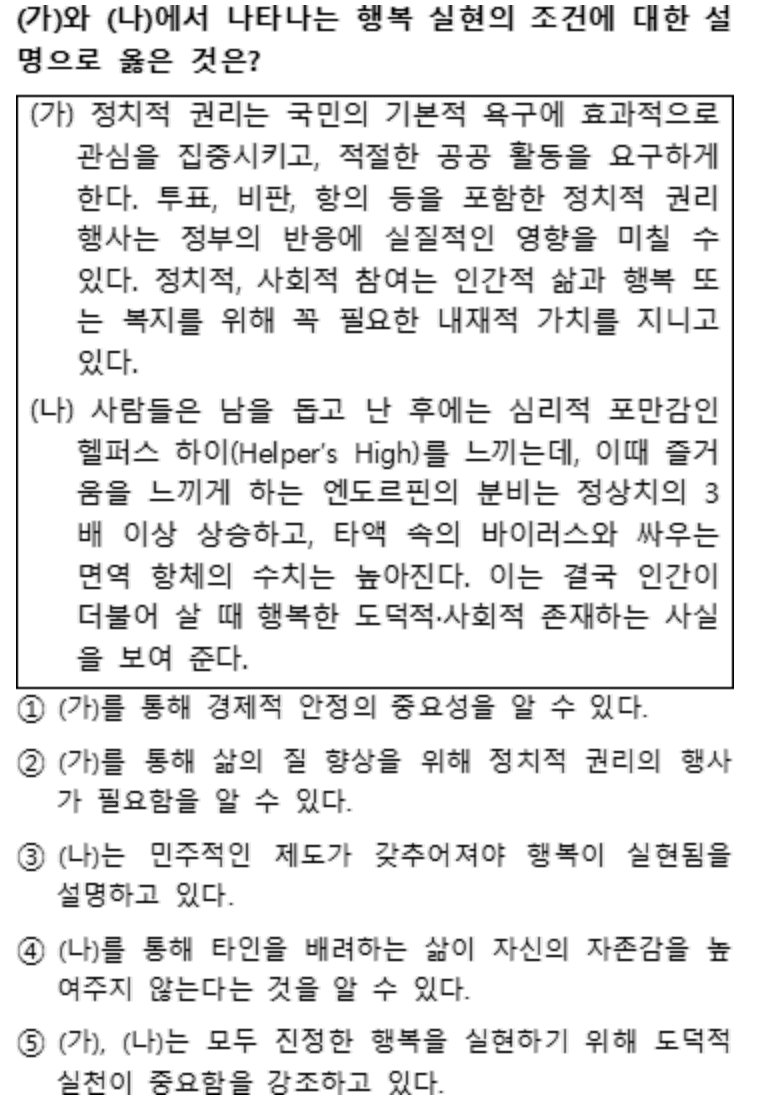 (가)와 (나)에서 나타나는 행복 실현의 조건에 대한 설
명으로 옳은 것은?
(가) 정치적 권리는 국민의 기본적 욕구에 효과적으로
관심을 집중시키고, 적절한 공공 활동을 요구하게
한다. 투표, 비판, 항의 등을 포함한 정치적 권리
행사는 정부의 반응에 실질적인 영향을 미칠 수
있다. 정치적, 사회적 참여는 인간적 삶과 행복 또
는 복지를 위해 꼭 필요한 내재적 가치를 지니고
있다.
(나) 사람들은 남을 돕고 난 후에는 심리적 포만감인
헬퍼스 하이(Helper's High)를 느끼는데, 이때 즐거
움을 느끼게 하는 엔도르핀의 분비는 정상치의 3
배 이상 상승하고, 타액 속의 바이러스와 싸우는
면역 항체의 수치는 높아진다. 이는 결국 인간이
더불어 살 때 행복한 도덕적·사회적 존재하는 사실
을 보여 준다.
① (가)를 통해 경제적 안정의 중요성을 알 수 있다.
② (가)를 통해 삶의 질 향상을 위해 정치적 권리의 행사
가 필요함을 알 수 있다.
③ (나)는 민주적인 제도가 갖추어져야 행복이 실현됨을
설명하고 있다.
④ (나)를 통해 타인을 배려하는 삶이 자신의 자존감을 높
여주지 않는다는 것을 알 수 있다.
⑤ (가), (나)는 모두 진정한 행복을 실현하기 위해 도덕적
실천이 중요함을 강조하고 있다.